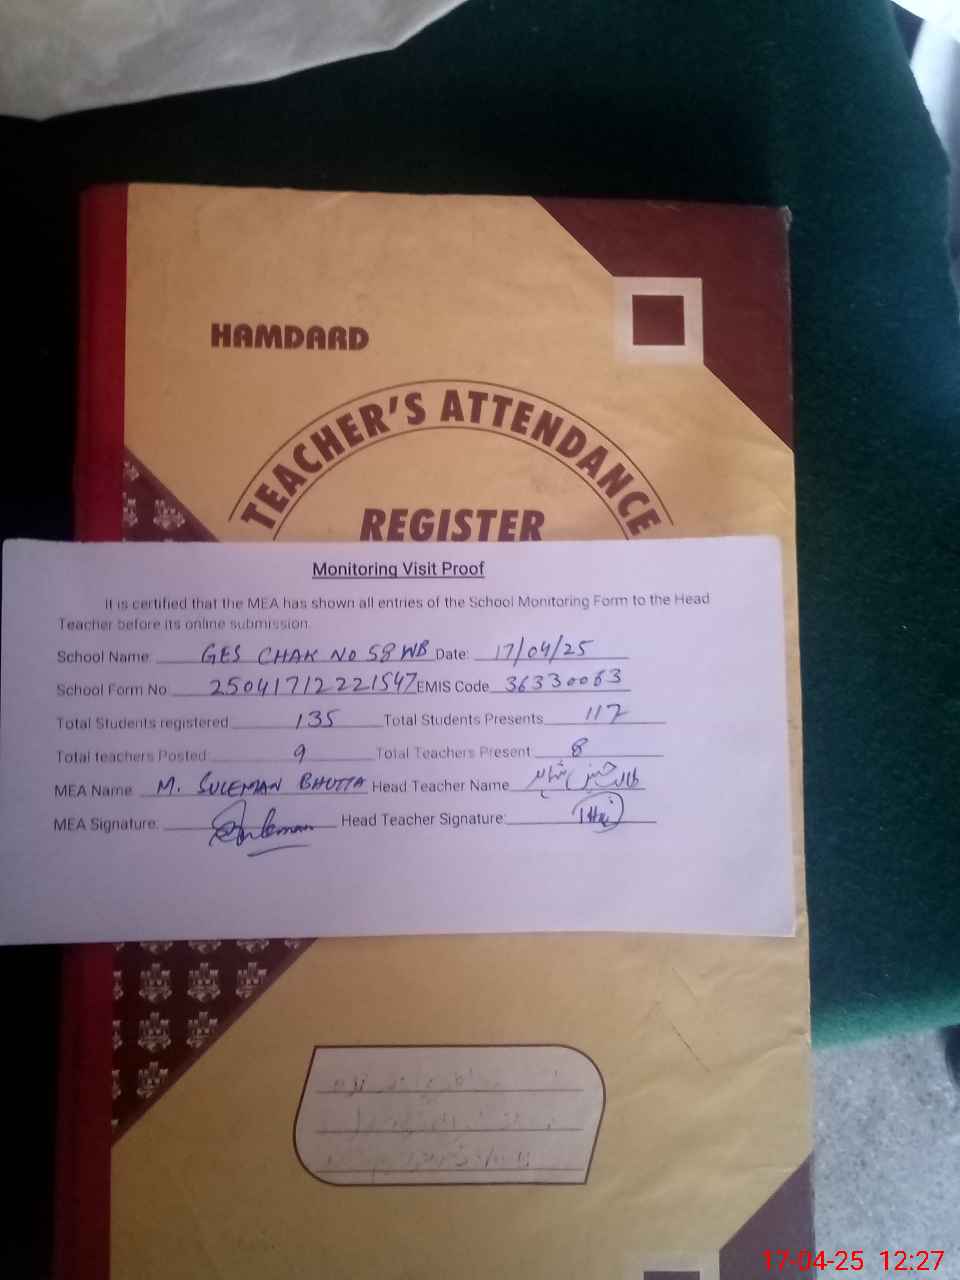 HAMDARD
TEACHER'S ATTENDANCE
REGISTER
Monitoring Visit Proof
It is certified that the MEA has shown all entries of the School Monitoring Form to the Head
Teacher before its online submission.
School Name: GES CHAK NO 58 WB Date: 17/04/25
School Form No 25041712221547 EMIS Code 36330063
Total Students registered 135 Total Students Presents 117
Total teachers Posted: 9 Total Teachers Present: 8
MEA Name M. SULEMAN BHUTTA Head Teacher Name
MEA Signature: Suleman Head Teacher Signature:
17-04-25 12:27